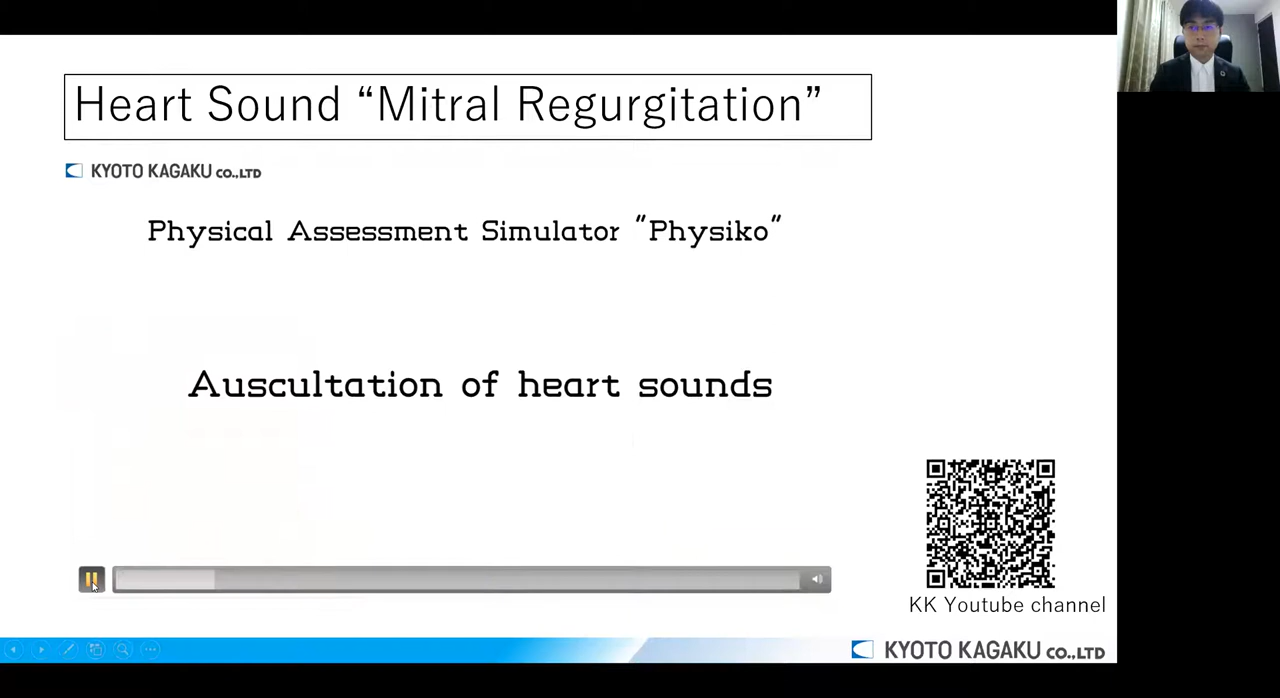 Heart Sound “Mitral Regurgitation”
KYOTO KAGAKU CO.,LTD
Physical Assessment Simulator "Physiko"
Auscultation of heart sounds
KK Youtube channel
KYOTO KAGAKU CO.,LTD